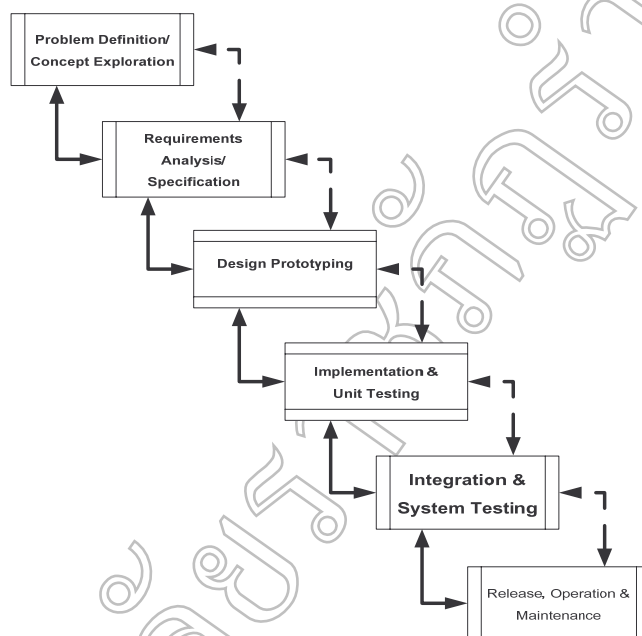 Problem Definition/
Concept Exploration
Requirements
Analysis/
Specification
Design Prototyping
Implementation &
Unit Testing
Integration &
System Testing
Release, Operation &
Maintenance